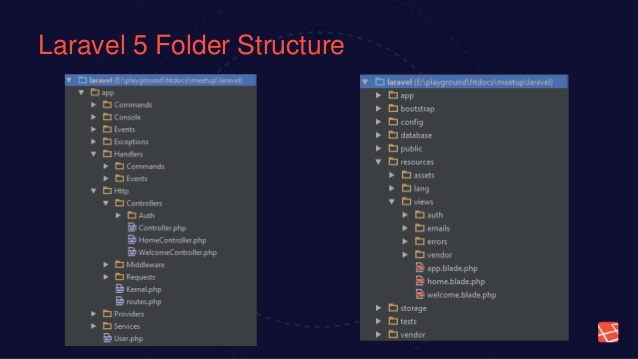 Laravel 5 Folder Structure
laravel (E:\playground\htdocs\meetup\laravel)
app
Commands
Console
Events
Exceptions
Handlers
Commands
Events
Http
Controllers
Auth
Controller.php
HomeController.php
WelcomeController.php
Middleware
Requests
Kernel.php
routes.php
Providers
Services
User.php
laravel (E:\playground\htdocs\meetup\laravel)
app
bootstrap
config
database
public
resources
assets
lang
views
auth
emails
errors
vendor
app.blade.php
home.blade.php
welcome.blade.php
storage
tests
vendor